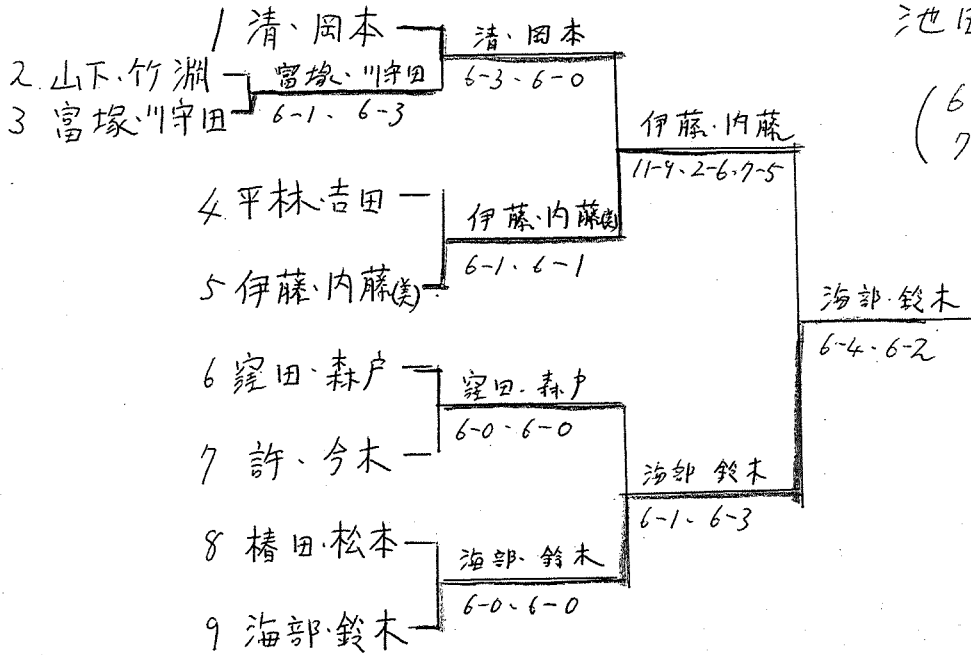 1 清、岡本
2 山下・竹淵
3 富塚・川守田
富塚・川守田
6-1、6-3
清・岡本
6-3・6-0
4 平林・吉田
5 伊藤・内藤(美)
伊藤・内藤(美)
6-1・6-1
伊藤・内藤
11-9、2-6、7-5
6 窪田・森戸
7 許、今木
窪田・森戸
6-0・6-0
8 椿田・松本
9 海部・鈴木
海部・鈴木
6-0・6-0
海部 鈴木
6-1、6-3
海部・鈴木
6-4・6-2
池田
(6
7